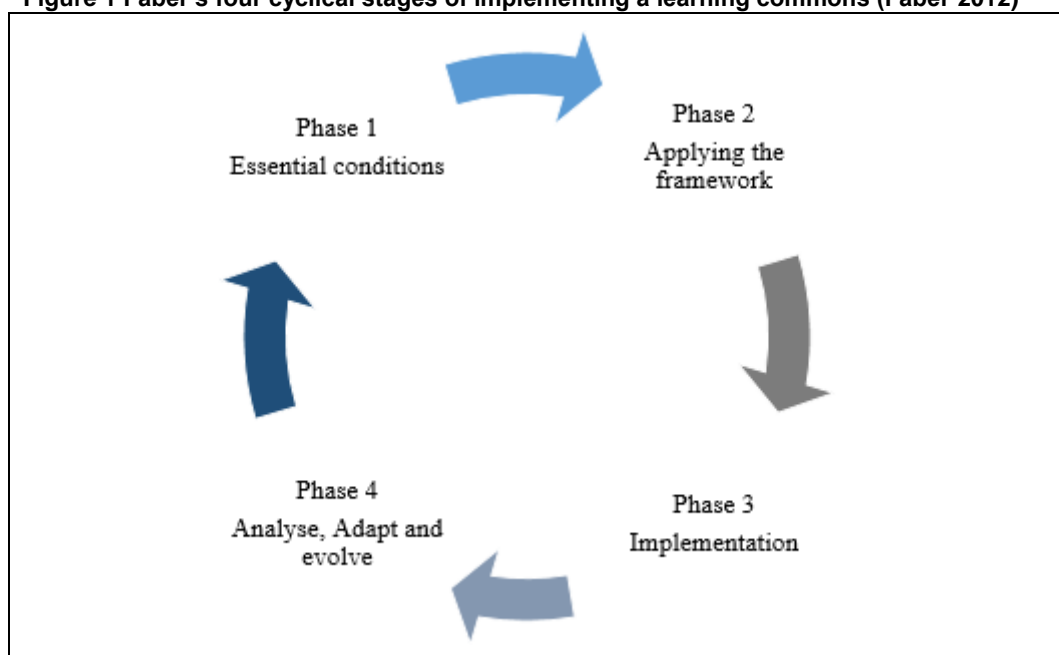 Figure 1 Faber's four cyclical stages of implementing a learning commons (Faber 2012)
Phase 1
Essential conditions
Phase 2
Applying the
framework
Phase 3
Implementation
Phase 4
Analyse, Adapt and
evolve